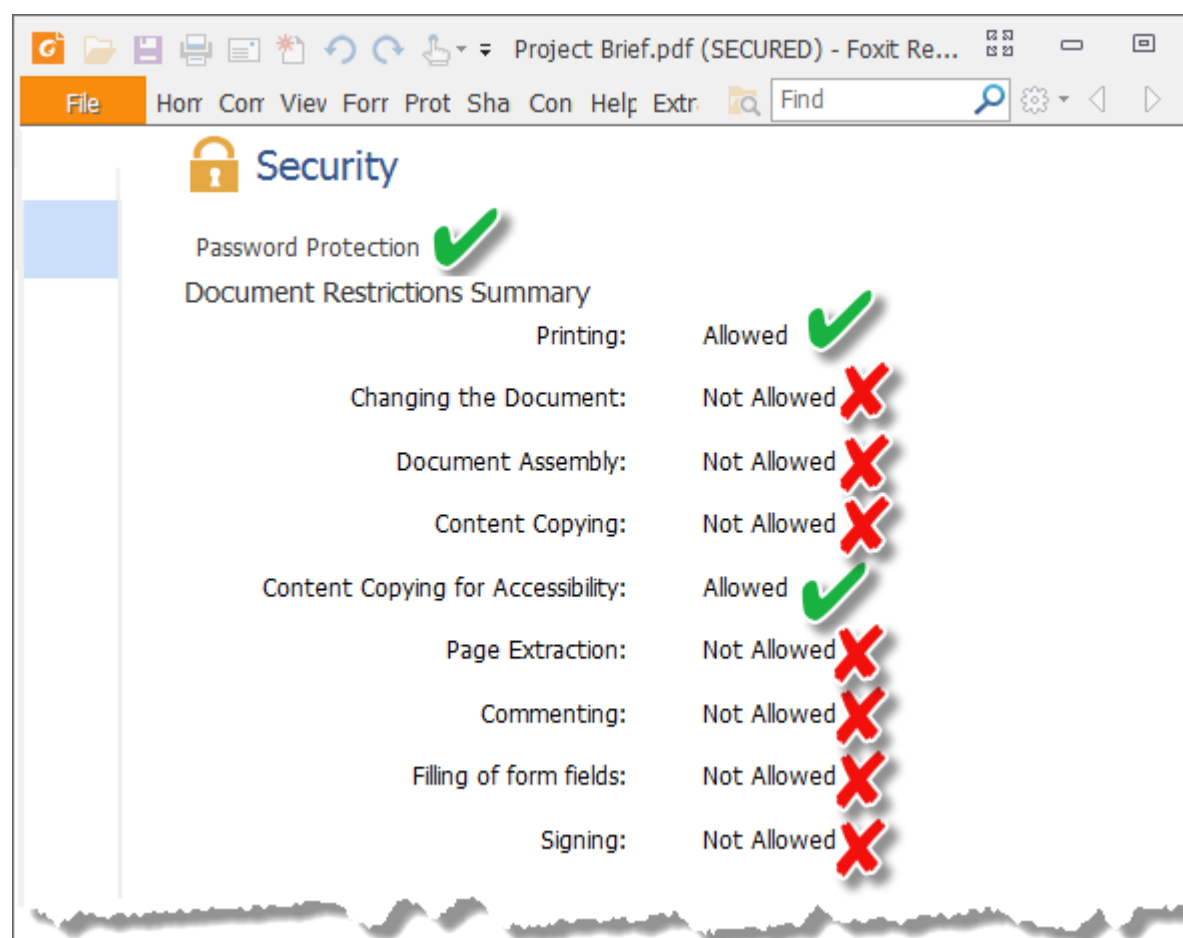 Project Brief.pdf (SECURED) - Foxit Re...
File Hom Com View Forr Prot Sha Con Help Extr Find
Security
Password Protection
Document Restrictions Summary
Printing: Allowed
Changing the Document: Not Allowed
Document Assembly: Not Allowed
Content Copying: Not Allowed
Content Copying for Accessibility: Allowed
Page Extraction: Not Allowed
Commenting: Not Allowed
Filling of form fields: Not Allowed
Signing: Not Allowed